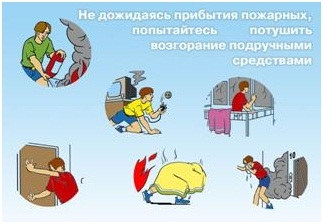 Не дожидаясь прибытия пожарных,
попытайтесь потушить
возгорание подручными
средствами